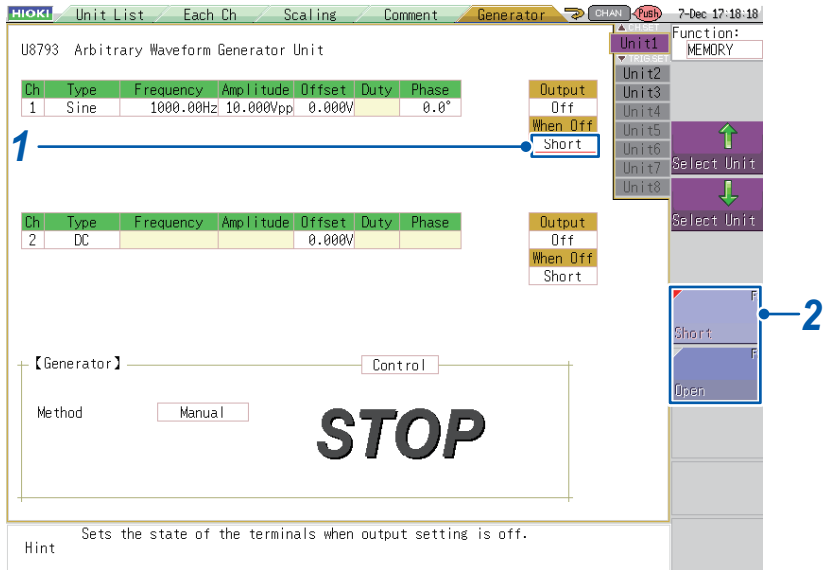 HIOKI Unit List Each Ch Scaling Comment Generator CHAN Push 7-Dec 17:18:18
U8793 Arbitrary Waveform Generator Unit
Ch Type Frequency Amplitude Offset Duty Phase
1 Sine 1000.00Hz 10.000Vpp 0.000V 0.0°
Output
Off
When Off
Short
1
Ch Type Frequency Amplitude Offset Duty Phase
2 DC 0.000V
Output
Off
When Off
Short
【Generator】 Control
Method Manual
STOP
Hint Sets the state of the terminals when output setting is off.
▲CH SET
Unit1
▼TRIG SET
Unit2
Unit3
Unit4
Unit5
Unit6
Unit7
Unit8
Function:
MEMORY
Select Unit
Select Unit
Short
Open
2